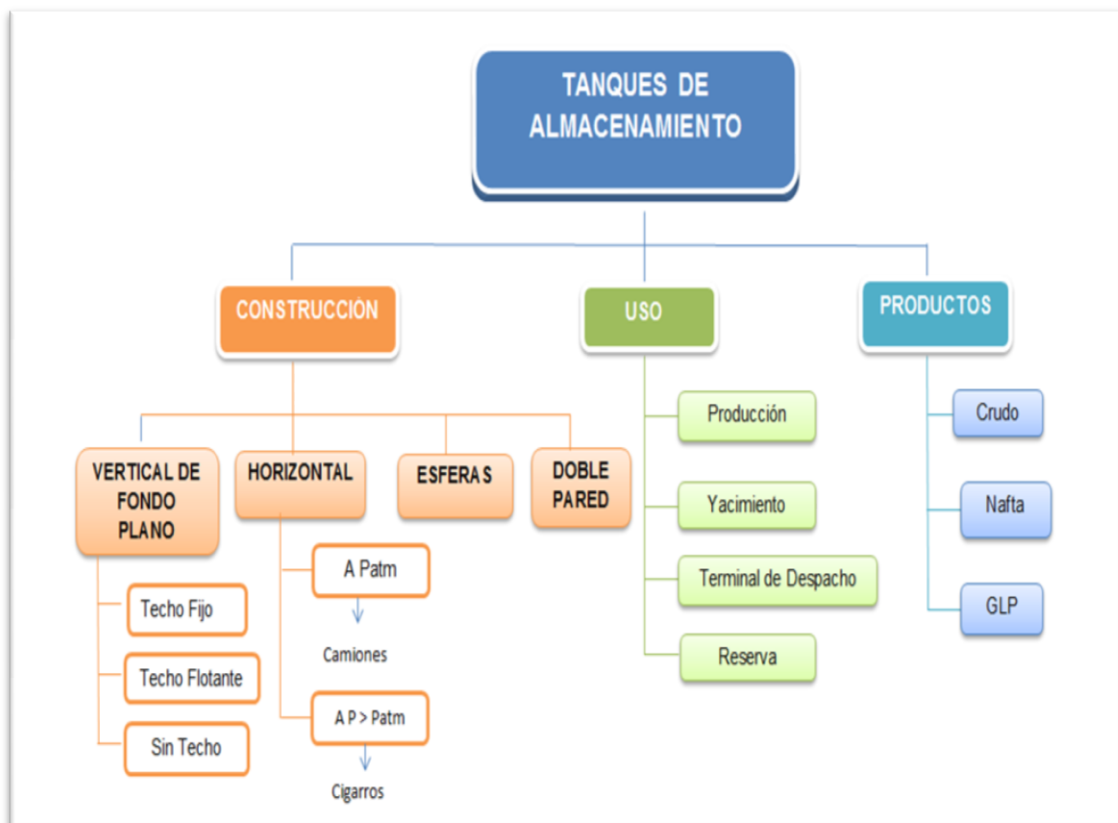 TANQUES DE
ALMACENAMIENTO
CONSTRUCCIÓN
USO
PRODUCTOS
VERTICAL DE
FONDO
PLANO
HORIZONTAL
ESFERAS
DOBLE
PARED
Techo Fijo
Techo Flotante
Sin Techo
A Patm
Camiones
A P > Patm
Cigarros
Producción
Yacimiento
Terminal de Despacho
Reserva
Crudo
Nafta
GLP